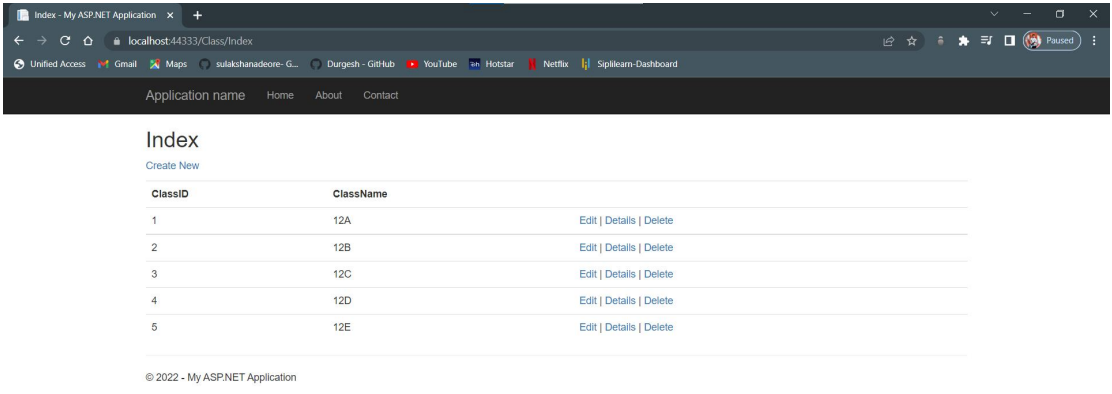 Index - My ASP.NET Application
localhost:44333/Class/Index
Paused
Unified Access Gmail Maps sulakshanadeore- G... Durgesh - GitHub YouTube Hotstar Netflix Siplilearn-Dashboard
Application name Home About Contact
Index
Create New
ClassID ClassName
1 12A Edit | Details | Delete
2 12B Edit | Details | Delete
3 12C Edit | Details | Delete
4 12D Edit | Details | Delete
5 12E Edit | Details | Delete
© 2022 - My ASP.NET Application